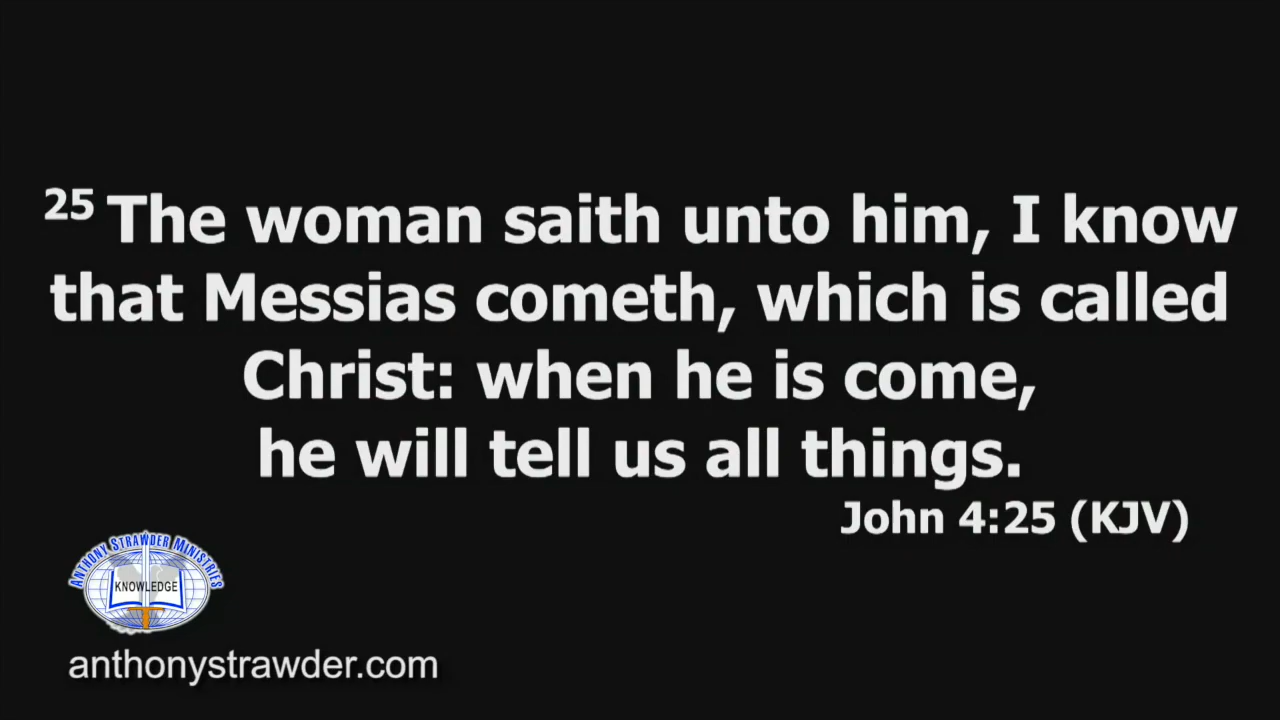 25 The woman saith unto him, I know
that Messias cometh, which is called
Christ: when he is come,
he will tell us all things.
John 4:25 (KJV)
ANTHONY STRAWDER MINISTRIES
KNOWLEDGE
anthonystrawder.com